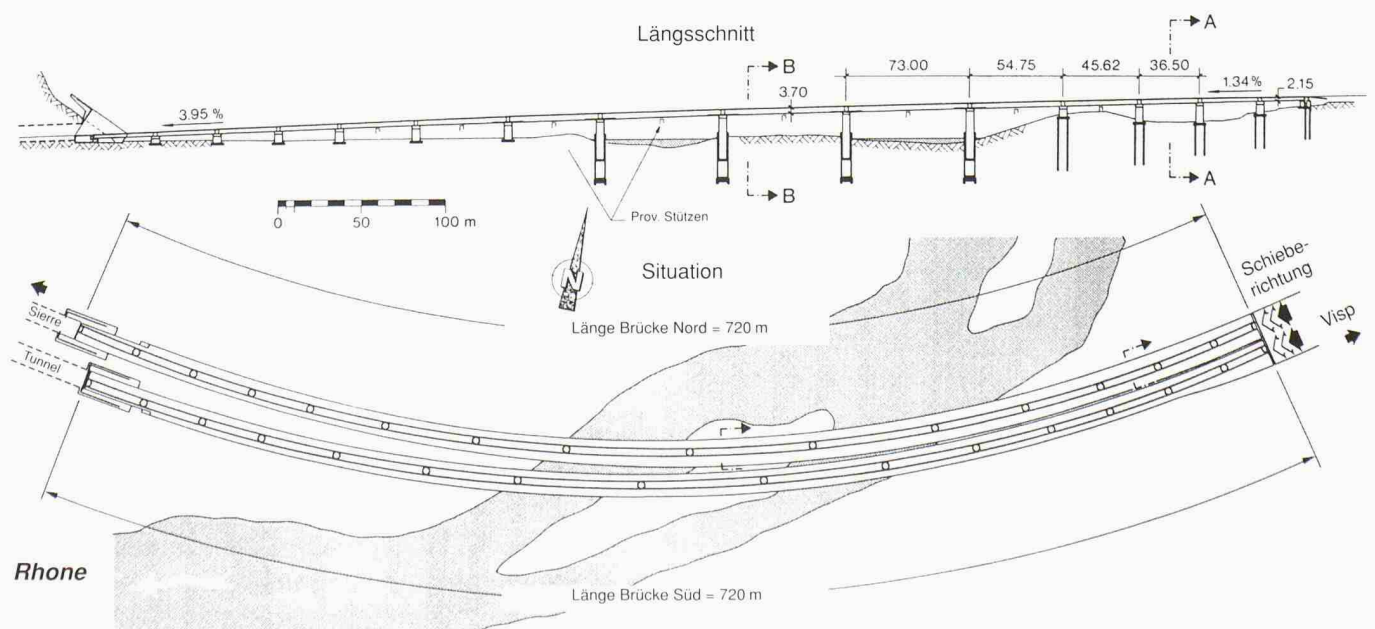 Längsschnitt
A
B
73.00
54.75
45.62
36.50
3.70
1.34 %
2.15
3.95 %
B
A
0
50
100 m
Prov. Stützen
N
Situation
Schiebe-
richtung
Sierre
Visp
Länge Brücke Nord = 720 m
Tunnel
Rhone
Länge Brücke Süd = 720 m